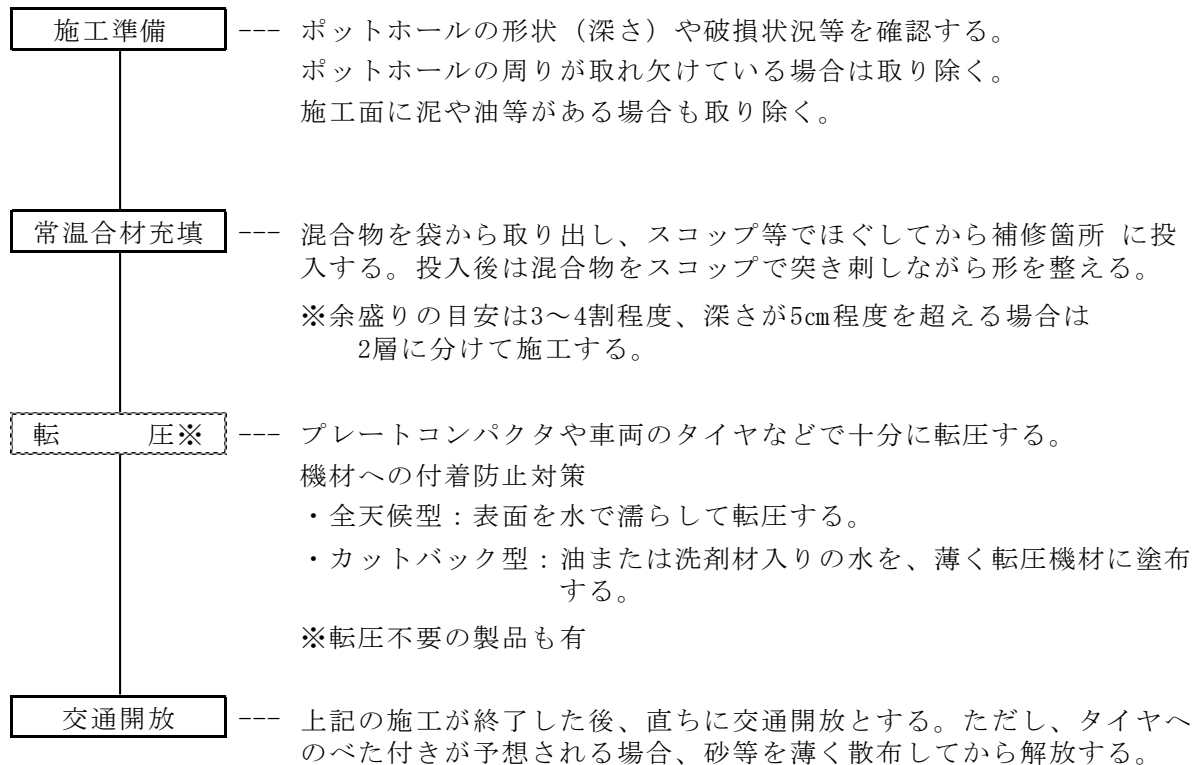 施工準備 --- ポットホールの形状（深さ）や破損状況等を確認する。
ポットホールの周りが取れ欠けている場合は取り除く。
施工面に泥や油等がある場合も取り除く。
常温合材充填 --- 混合物を袋から取り出し、スコップ等でほぐしてから補修箇所 に投
入する。投入後は混合物をスコップで突き刺しながら形を整える。
※余盛りの目安は3～4割程度、深さが5㎝程度を超える場合は
2層に分けて施工する。
転 圧※ --- プレートコンパクタや車両のタイヤなどで十分に転圧する。
機材への付着防止対策
・全天候型：表面を水で濡らして転圧する。
・カットバック型：油または洗剤材入りの水を、薄く転圧機材に塗布
する。
※転圧不要の製品も有
交通開放 --- 上記の施工が終了した後、直ちに交通開放とする。ただし、タイヤへ
のべた付きが予想される場合、砂等を薄く散布してから解放する。